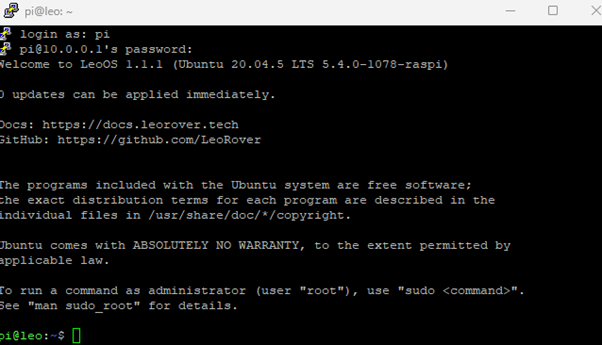 pi@leo: ~
login as: pi
pi@10.0.0.1's password:
Welcome to LeoOS 1.1.1 (Ubuntu 20.04.5 LTS 5.4.0-1078-raspi)
0 updates can be applied immediately.
Docs: https://docs.leorover.tech
GitHub: https://github.com/LeoRover
The programs included with the Ubuntu system are free software;
the exact distribution terms for each program are described in the
individual files in /usr/share/doc/*/copyright.
Ubuntu comes with ABSOLUTELY NO WARRANTY, to the extent permitted by
applicable law.
To run a command as administrator (user "root"), use "sudo <command>".
See "man sudo_root" for details.
pi@leo:~$